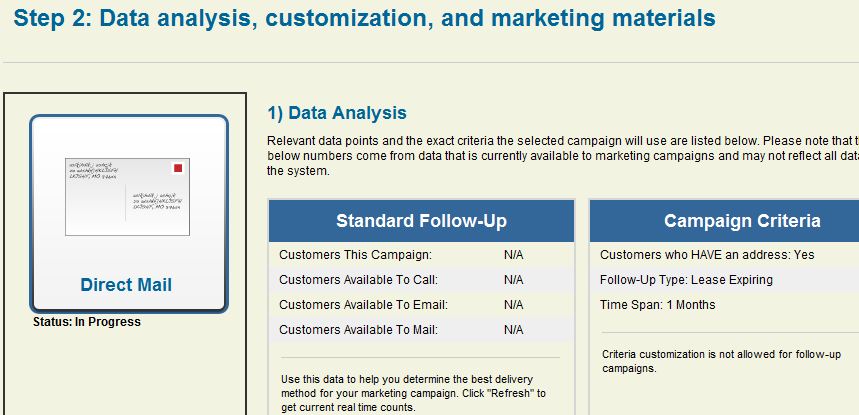 Step 2: Data analysis, customization, and marketing materials
Direct Mail
Status: In Progress
1) Data Analysis
Relevant data points and the exact criteria the selected campaign will use are listed below. Please note that
below numbers come from data that is currently available to marketing campaigns and may not reflect all
the system.
Standard Follow-Up
Customers This Campaign: N/A
Customers Available To Call: N/A
Customers Available To Email: N/A
Customers Available To Mail: N/A
Use this data to help you determine the best delivery
method for your marketing campaign. Click "Refresh" to
get current real time counts.
Campaign Criteria
Customers who HAVE an address: Yes
Follow-Up Type: Lease Expiring
Time Span: 1 Months
Criteria customization is not allowed for follow-up
campaigns.